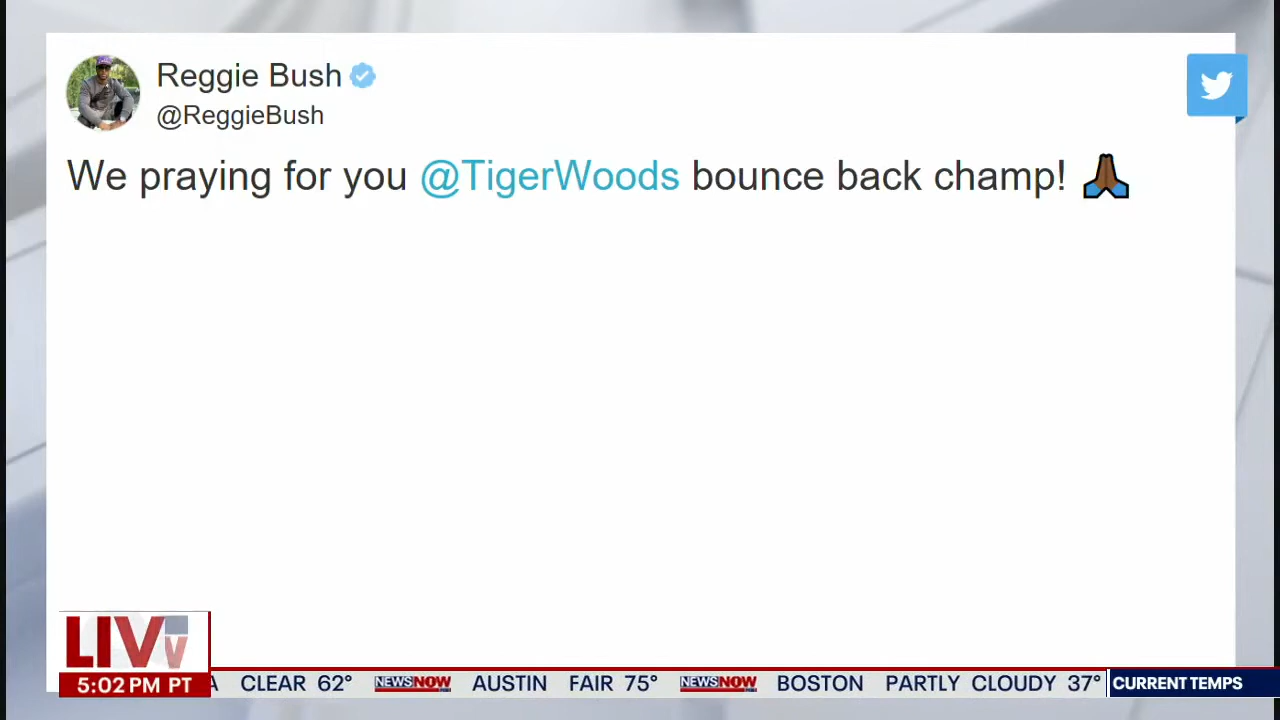 Reggie Bush
@ReggieBush
We praying for you @TigerWoods bounce back champ! 🙏🏾
LIV
5:02 PM PT
A CLEAR 62° NEWSNOW AUSTIN FAIR 75° NEWSNOW BOSTON PARTLY CLOUDY 37° CURRENT TEMPS